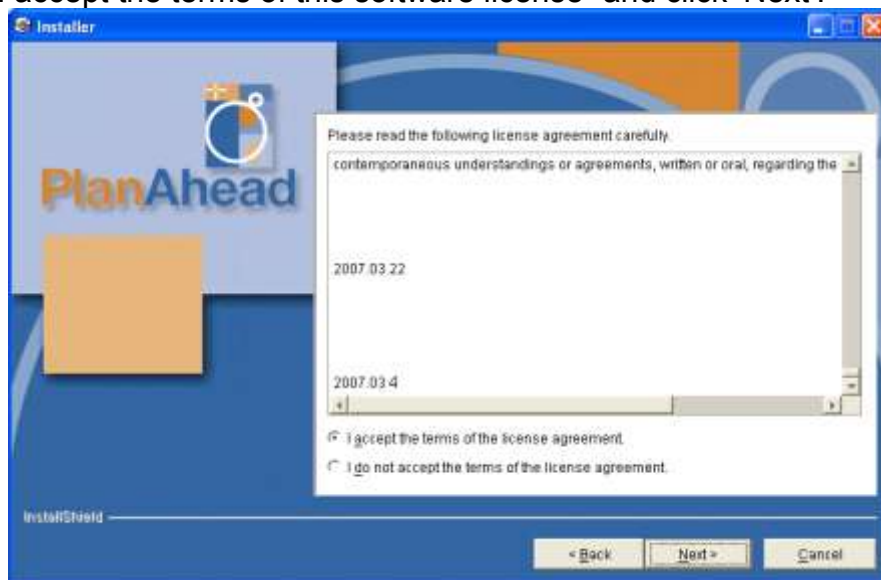 accept the terms of this software license" and click "Next".
Installer
PlanAhead
Please read the following license agreement carefully.
contemporaneous understandings or agreements, written or oral, regarding the
2007.03.22
2007.03.4
I accept the terms of the license agreement.
I do not accept the terms of the license agreement.
InstallShield
< Back
Next >
Cancel